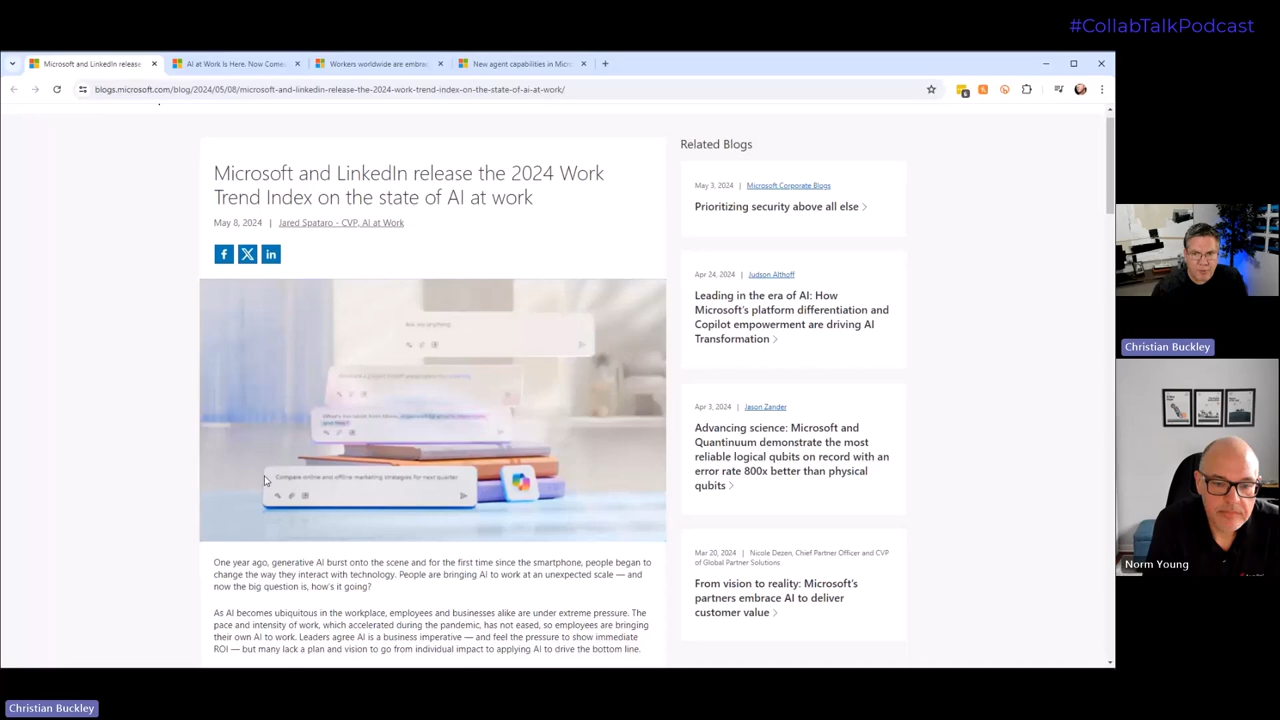 #CollabTalkPodcast
Microsoft and LinkedIn release
AI at Work Is Here. Now Comes
Workers worldwide are embrac
New agent capabilities in Micro
blogs.microsoft.com/blog/2024/05/08/microsoft-and-linkedin-release-the-2024-work-trend-index-on-the-state-of-ai-at-work/
Microsoft and LinkedIn release the 2024 Work
Trend Index on the state of AI at work
May 8, 2024 | Jared Spataro - CVP, AI at Work
Compare online and offline marketing strategies for next quarter
One year ago, generative AI burst onto the scene and for the first time since the smartphone, people began to
change the way they interact with technology. People are bringing AI to work at an unexpected scale — and
now the big question is, how's it going?
As AI becomes ubiquitous in the workplace, employees and businesses alike are under extreme pressure. The
pace and intensity of work, which accelerated during the pandemic, has not eased, so employees are bringing
their own AI to work. Leaders agree AI is a business imperative — and feel the pressure to show immediate
ROI — but many lack a plan and vision to go from individual impact to applying AI to drive the bottom line.
Related Blogs
May 3, 2024 | Microsoft Corporate Blogs
Prioritizing security above all else >
Apr 24, 2024 | Judson Althoff
Leading in the era of AI: How
Microsoft's platform differentiation and
Copilot empowerment are driving AI
Transformation >
Apr 3, 2024 | Jason Zander
Advancing science: Microsoft and
Quantinuum demonstrate the most
reliable logical qubits on record with an
error rate 800x better than physical
qubits >
Mar 20, 2024 | Nicole Dezen, Chief Partner Officer and CVP
of Global Partner Solutions
From vision to reality: Microsoft's
partners embrace AI to deliver
customer value >
Christian Buckley
Norm Young
Christian Buckley